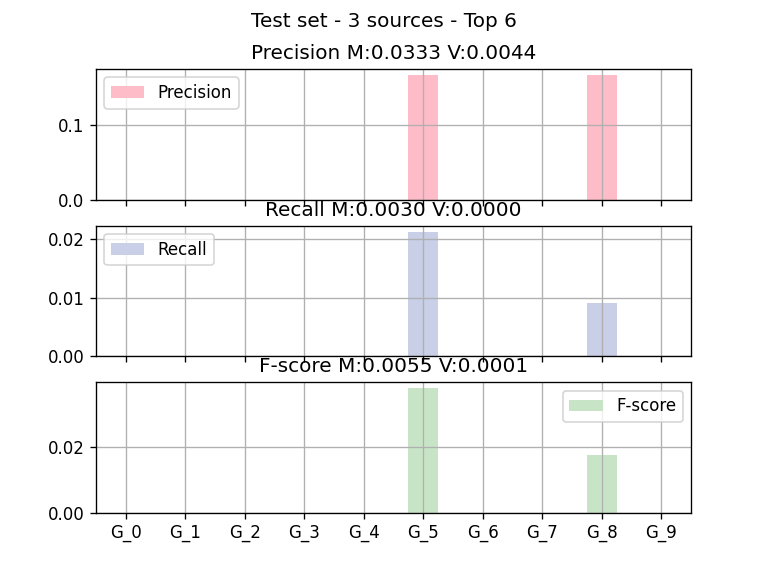 Test set - 3 sources - Top 6
Precision M:0.0333 V:0.0044
Precision
0.1
0.0
Recall M:0.0030 V:0.0000
0.02
Recall
0.01
0.00
F-score M:0.0055 V:0.0001
F-score
0.02
0.00
G_0 G_1 G_2 G_3 G_4 G_5 G_6 G_7 G_8 G_9